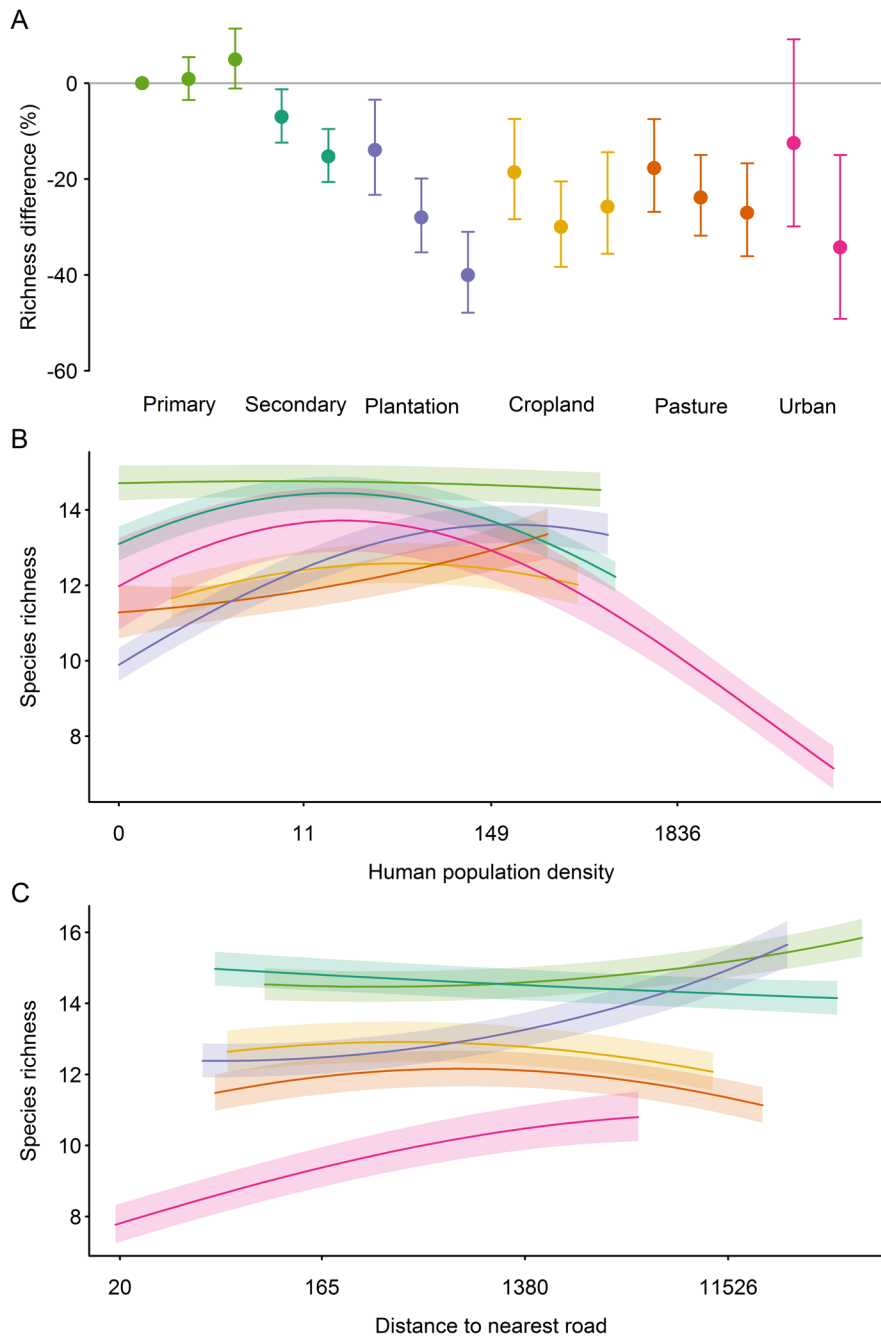 A
Richness difference (%)
0
-20
-40
-60
Primary Secondary Plantation Cropland Pasture Urban
B
Species richness
14
12
10
8
0 11 149 1836
Human population density
C
Species richness
16
14
12
10
8
20 165 1380 11526
Distance to nearest road